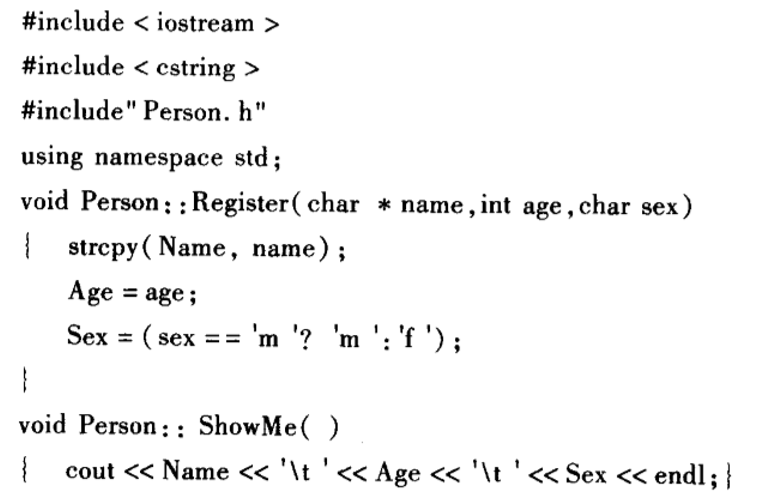 #include < iostream >
#include < cstring >
#include" Person. h"
using namespace std;
void Person::Register( char * name,int age,char sex)
{ strcpy( Name, name);
Age = age;
Sex = ( sex == 'm '? 'm ': 'f ');
}
void Person:: ShowMe( )
{ cout << Name << '\t ' << Age << '\t ' << Sex << endl;}